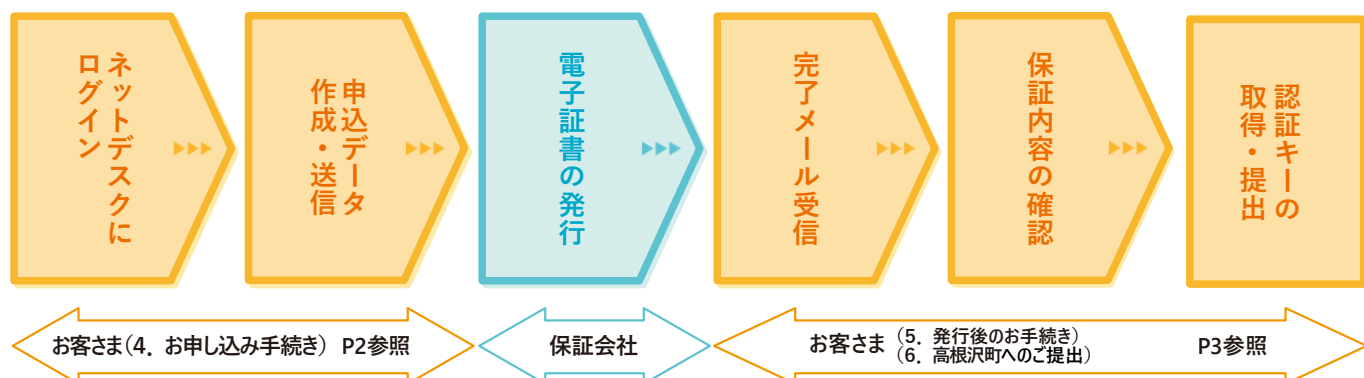 ネットデスクに
ログイン
申込データ
作成・送信
電子証書の発行
完了メール受信
保証内容の確認
認証キーの
取得・提出
お客さま（4．お申し込み手続き） P2参照
保証会社
お客さま（5．発行後のお手続き）
（6．高根沢町へのご提出）
P3参照